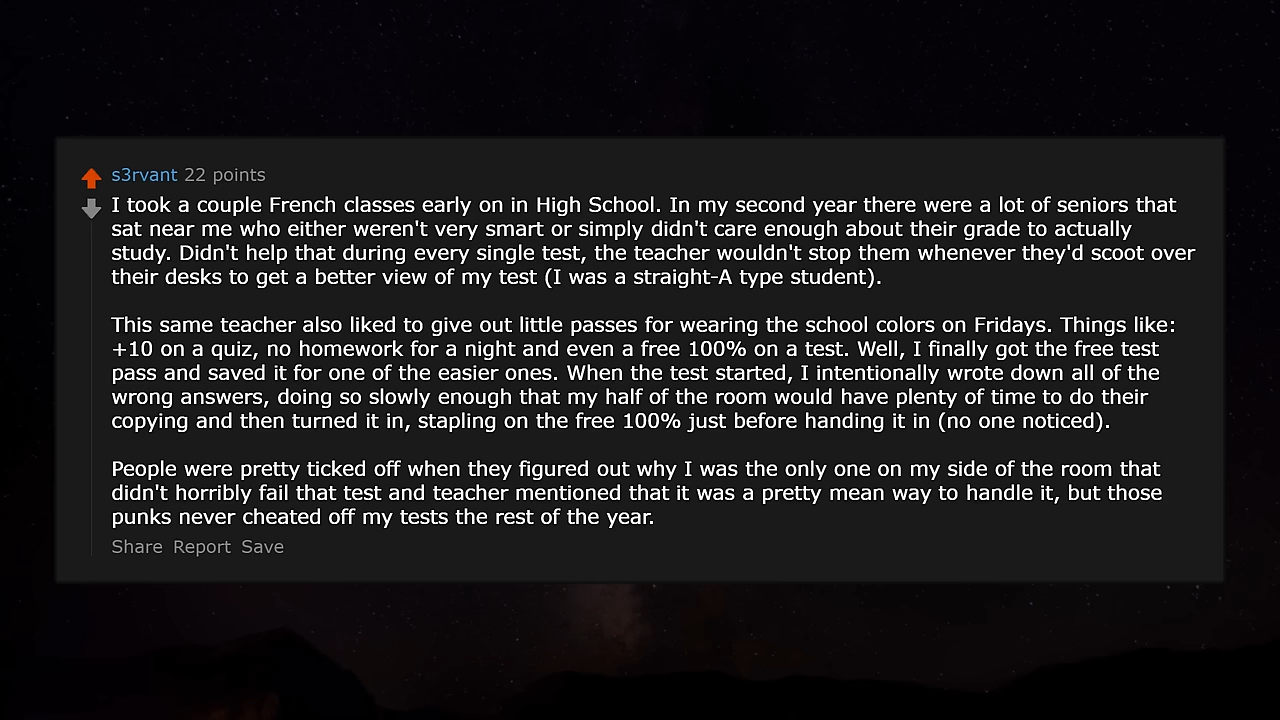 s3rvant 22 points
I took a couple French classes early on in High School. In my second year there were a lot of seniors that
sat near me who either weren't very smart or simply didn't care enough about their grade to actually
study. Didn't help that during every single test, the teacher wouldn't stop them whenever they'd scoot over
their desks to get a better view of my test (I was a straight-A type student).
This same teacher also liked to give out little passes for wearing the school colors on Fridays. Things like:
+10 on a quiz, no homework for a night and even a free 100% on a test. Well, I finally got the free test
pass and saved it for one of the easier ones. When the test started, I intentionally wrote down all of the
wrong answers, doing so slowly enough that my half of the room would have plenty of time to do their
copying and then turned it in, stapling on the free 100% just before handing it in (no one noticed).
People were pretty ticked off when they figured out why I was the only one on my side of the room that
didn't horribly fail that test and teacher mentioned that it was a pretty mean way to handle it, but those
punks never cheated off my tests the rest of the year.
Share Report Save